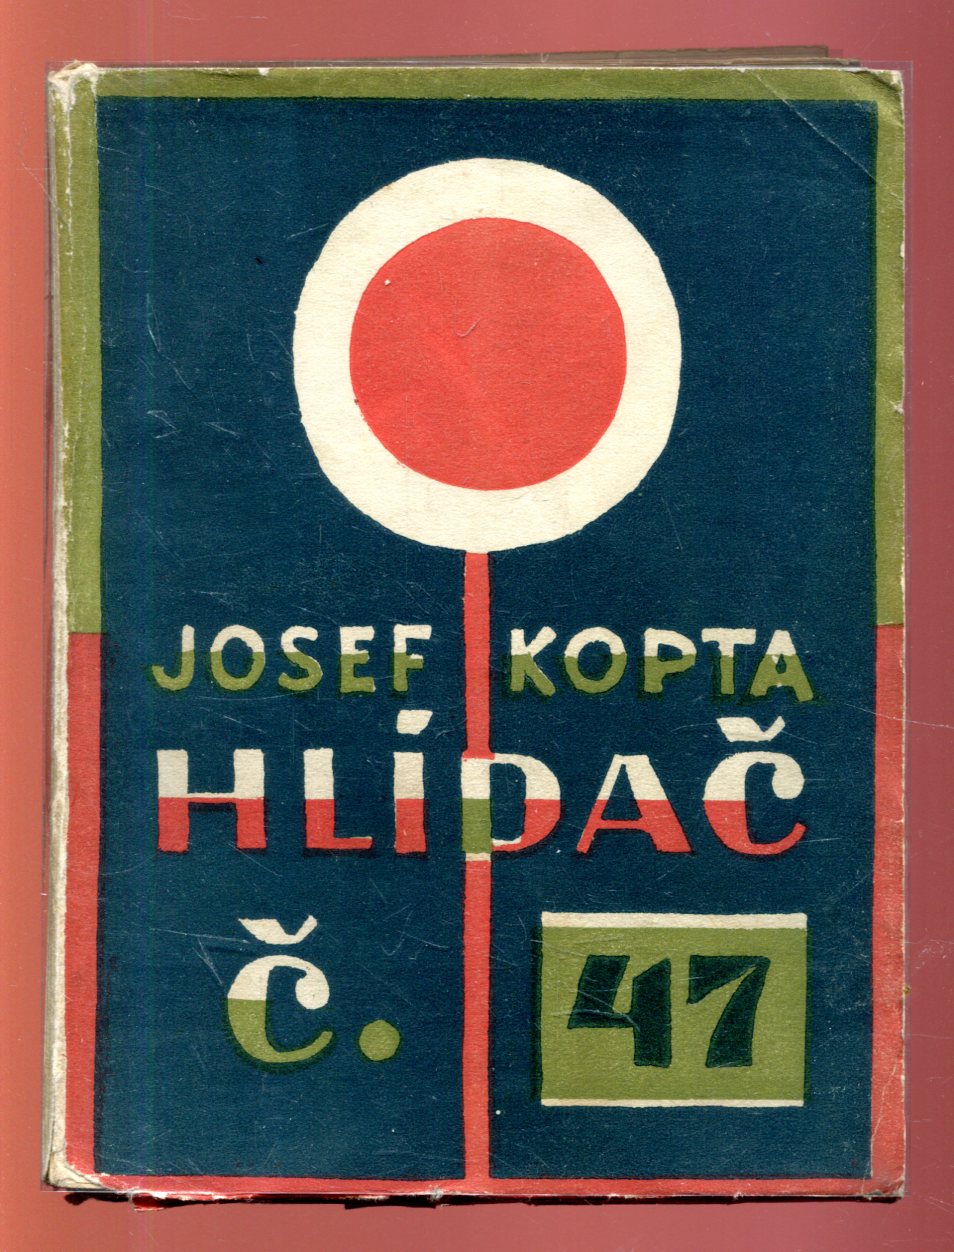 JOSEF KOPTA
HLÍDAČ
č. 47